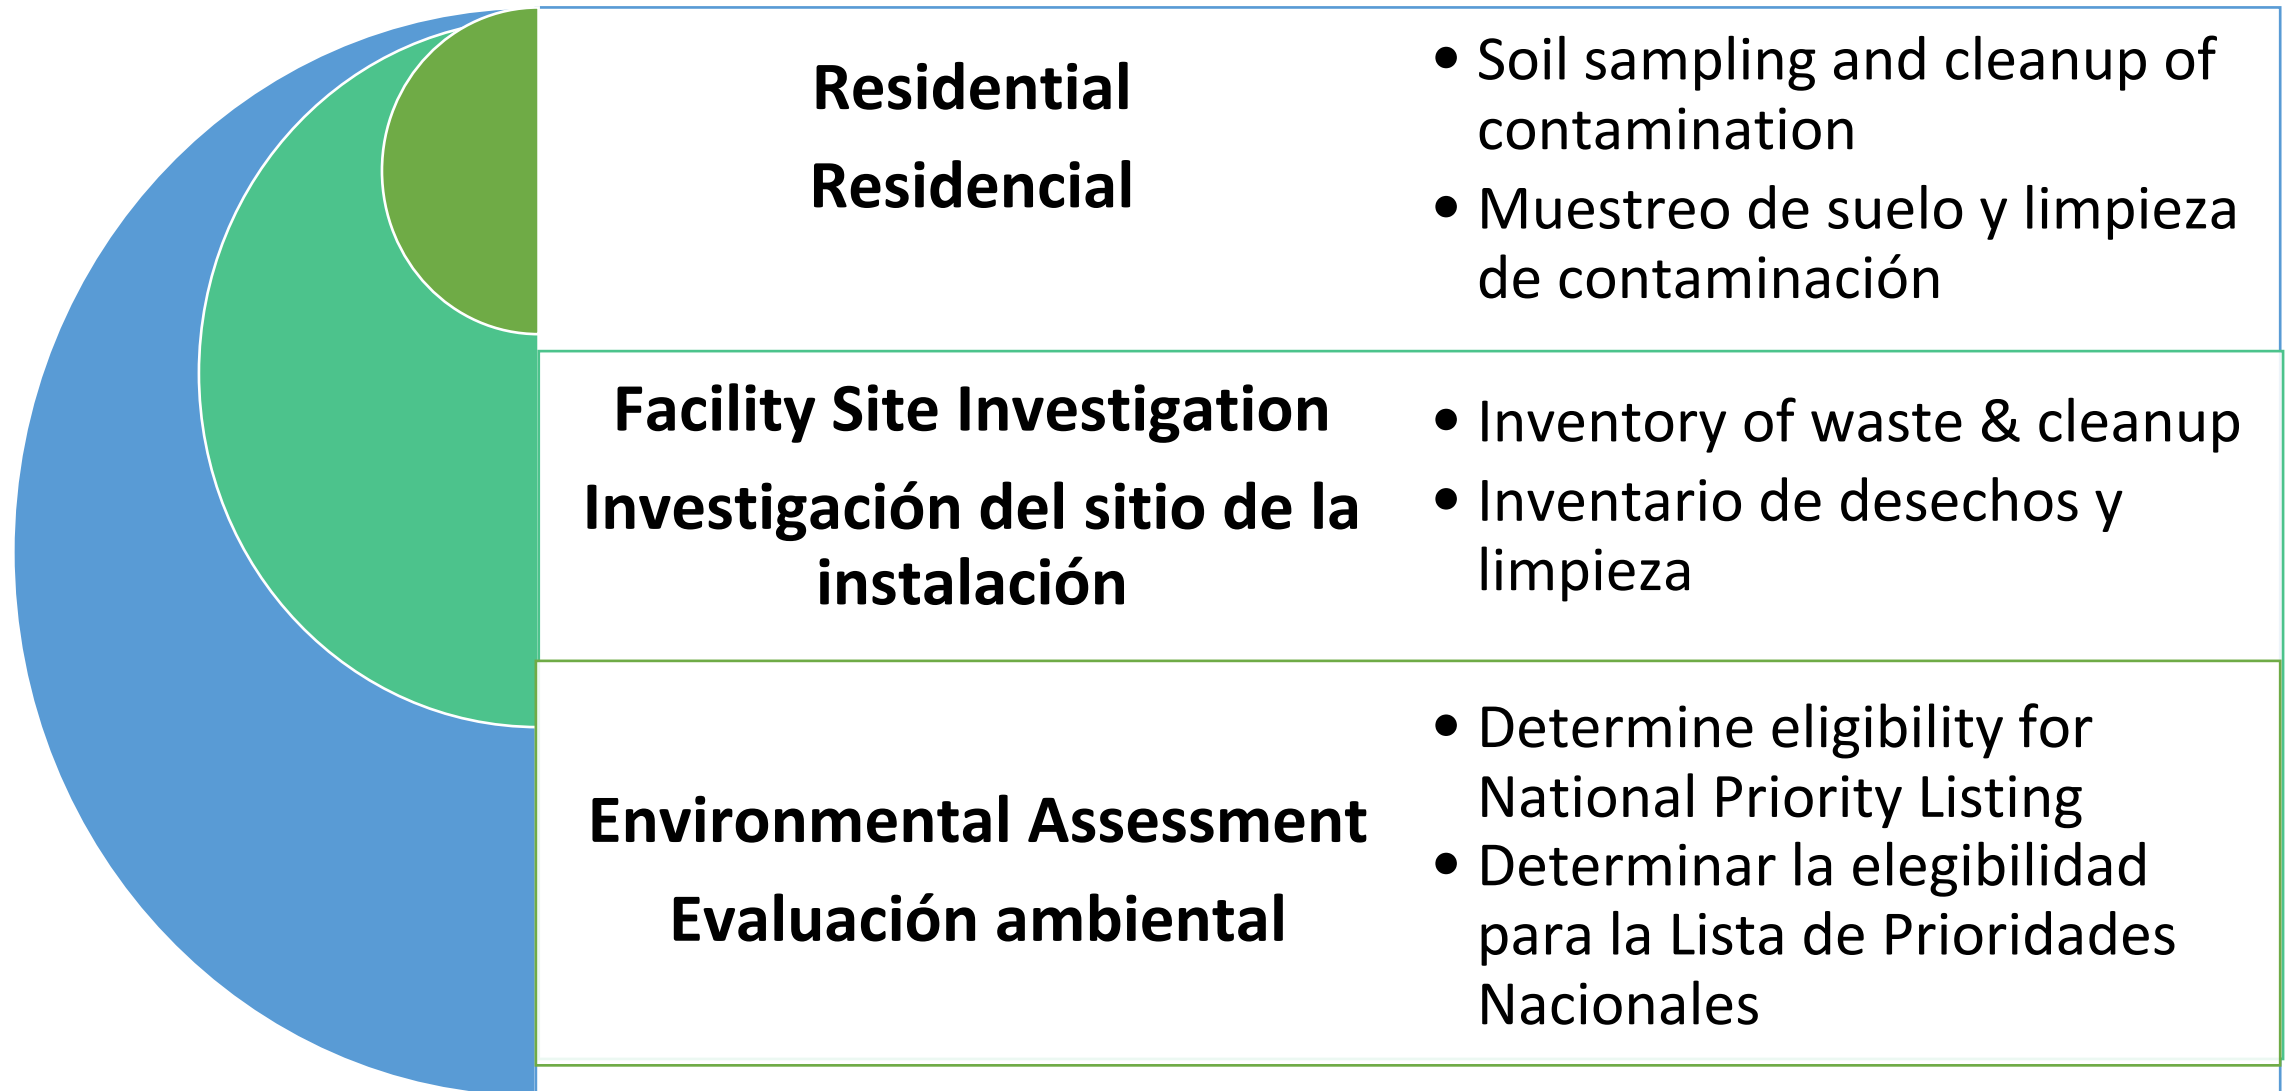 Residential
Residencial
• Soil sampling and cleanup of
contamination
• Muestreo de suelo y limpieza
de contaminación
Facility Site Investigation
Investigación del sitio de la
instalación
• Inventory of waste & cleanup
• Inventario de desechos y
limpieza
Environmental Assessment
Evaluación ambiental
• Determine eligibility for
National Priority Listing
• Determinar la elegibilidad
para la Lista de Prioridades
Nacionales